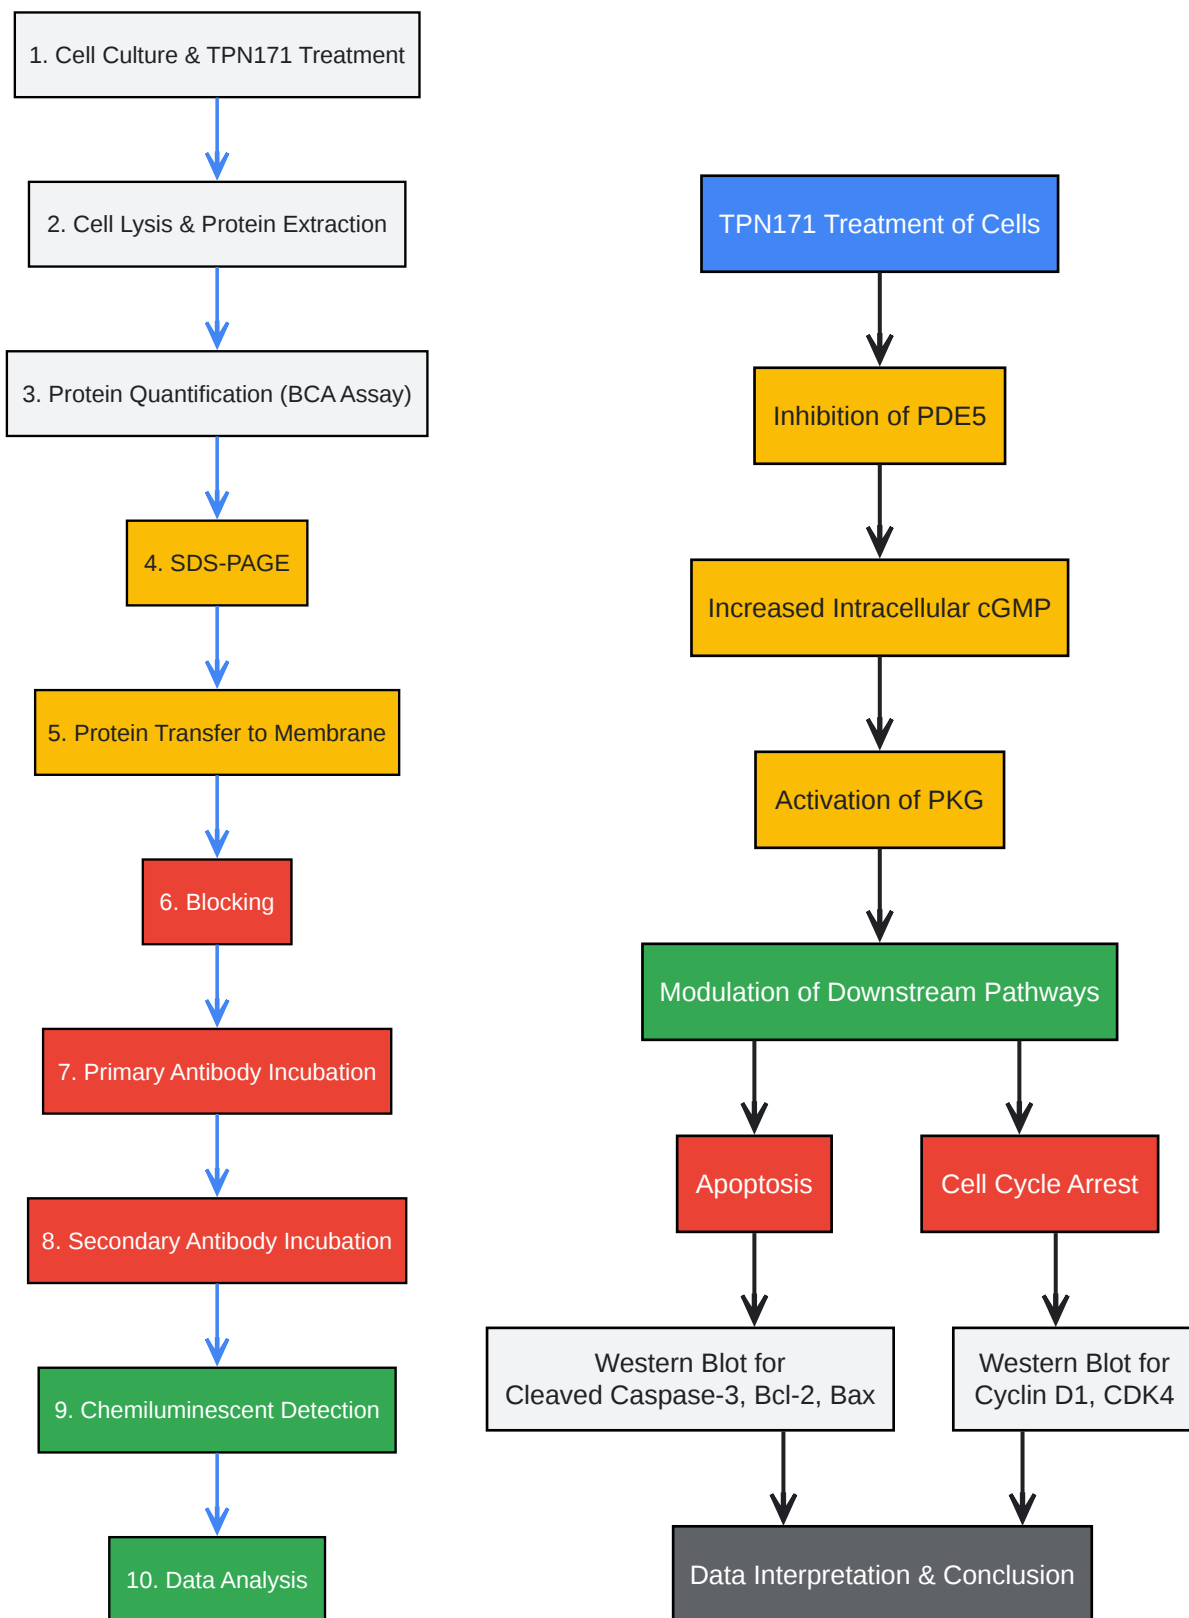 1. Cell Culture & TPN171 Treatment
2. Cell Lysis & Protein Extraction
3. Protein Quantification (BCA Assay)
4. SDS-PAGE
5. Protein Transfer to Membrane
6. Blocking
7. Primary Antibody Incubation
8. Secondary Antibody Incubation
9. Chemiluminescent Detection
10. Data Analysis
TPN171 Treatment of Cells
Inhibition of PDE5
Increased Intracellular cGMP
Activation of PKG
Modulation of Downstream Pathways
Apoptosis
Cell Cycle Arrest
Western Blot for
Cleaved Caspase-3, Bcl-2, Bax
Western Blot for
Cyclin D1, CDK4
Data Interpretation & Conclusion